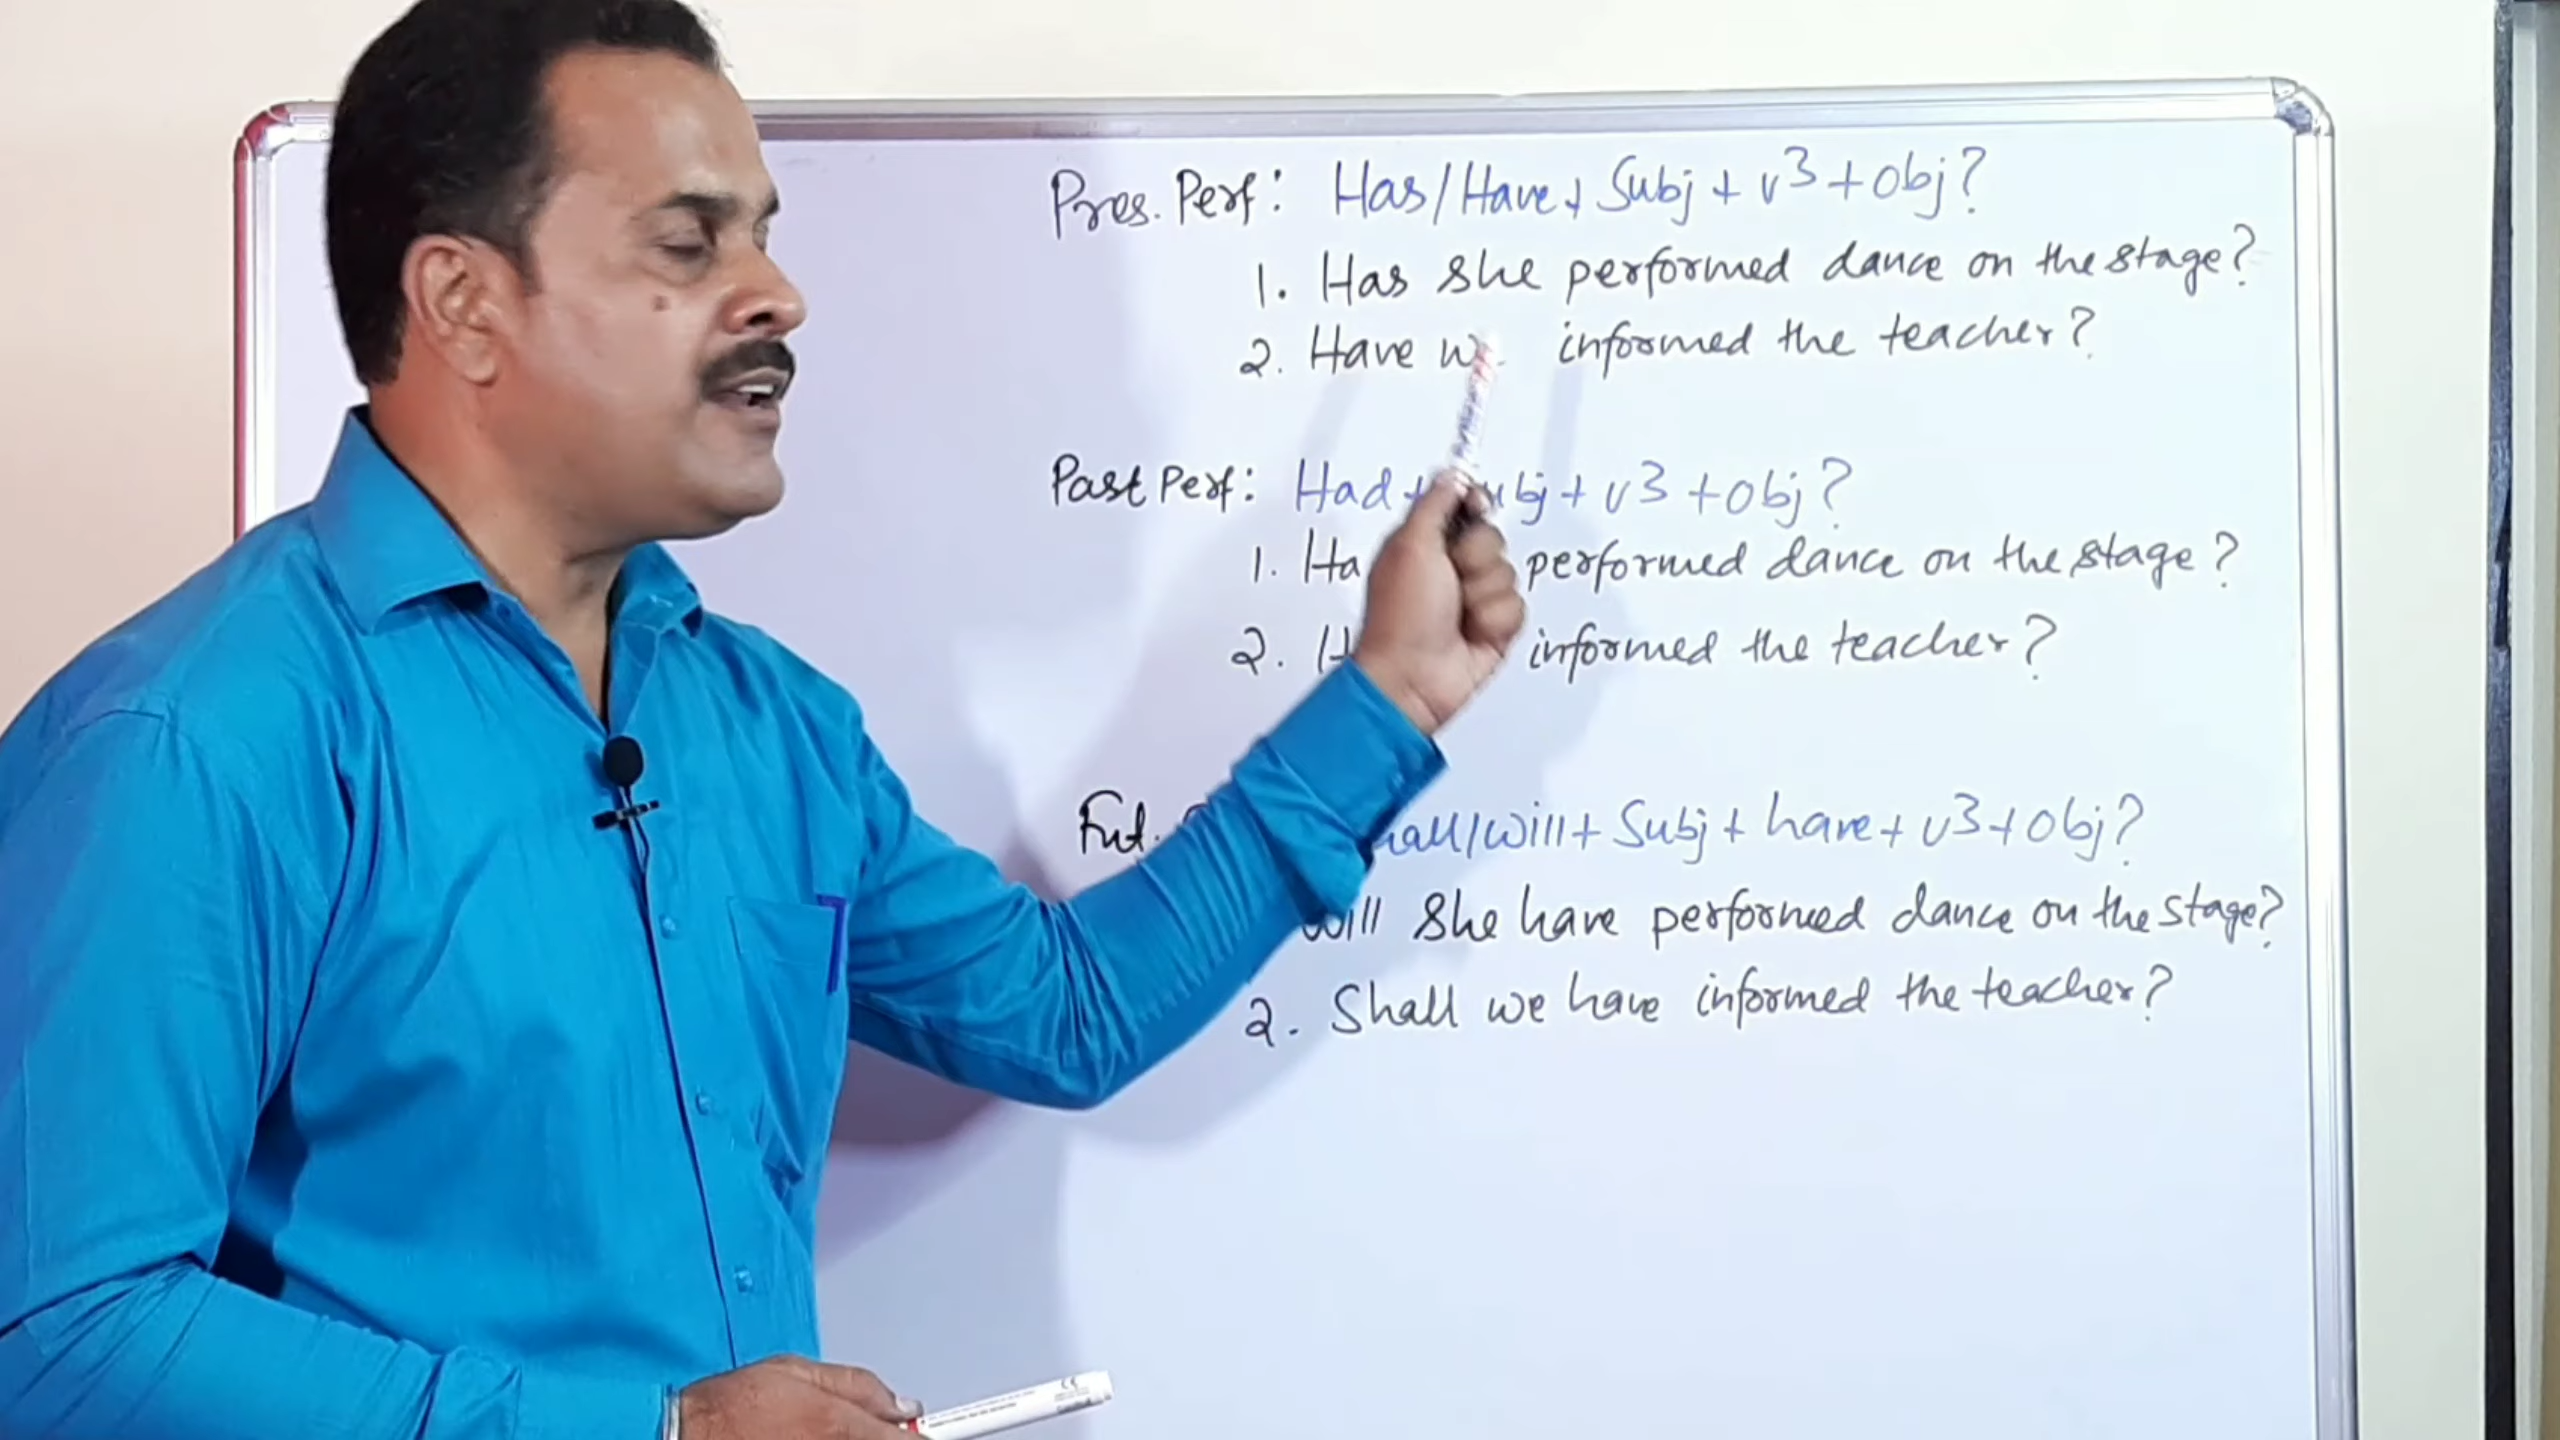 Pres. Perf: Has/Have + Subj + v3 + obj?
1. Has she performed dance on the stage?
2. Have informed the teacher?
Past Perf: Had + + v3 + obj?
1. performed dance on the stage?
2. informed the teacher?
Fut. /Will + Subj + have + v3 + obj?
Will she have performed dance on the stage?
2. Shall we have informed the teacher?